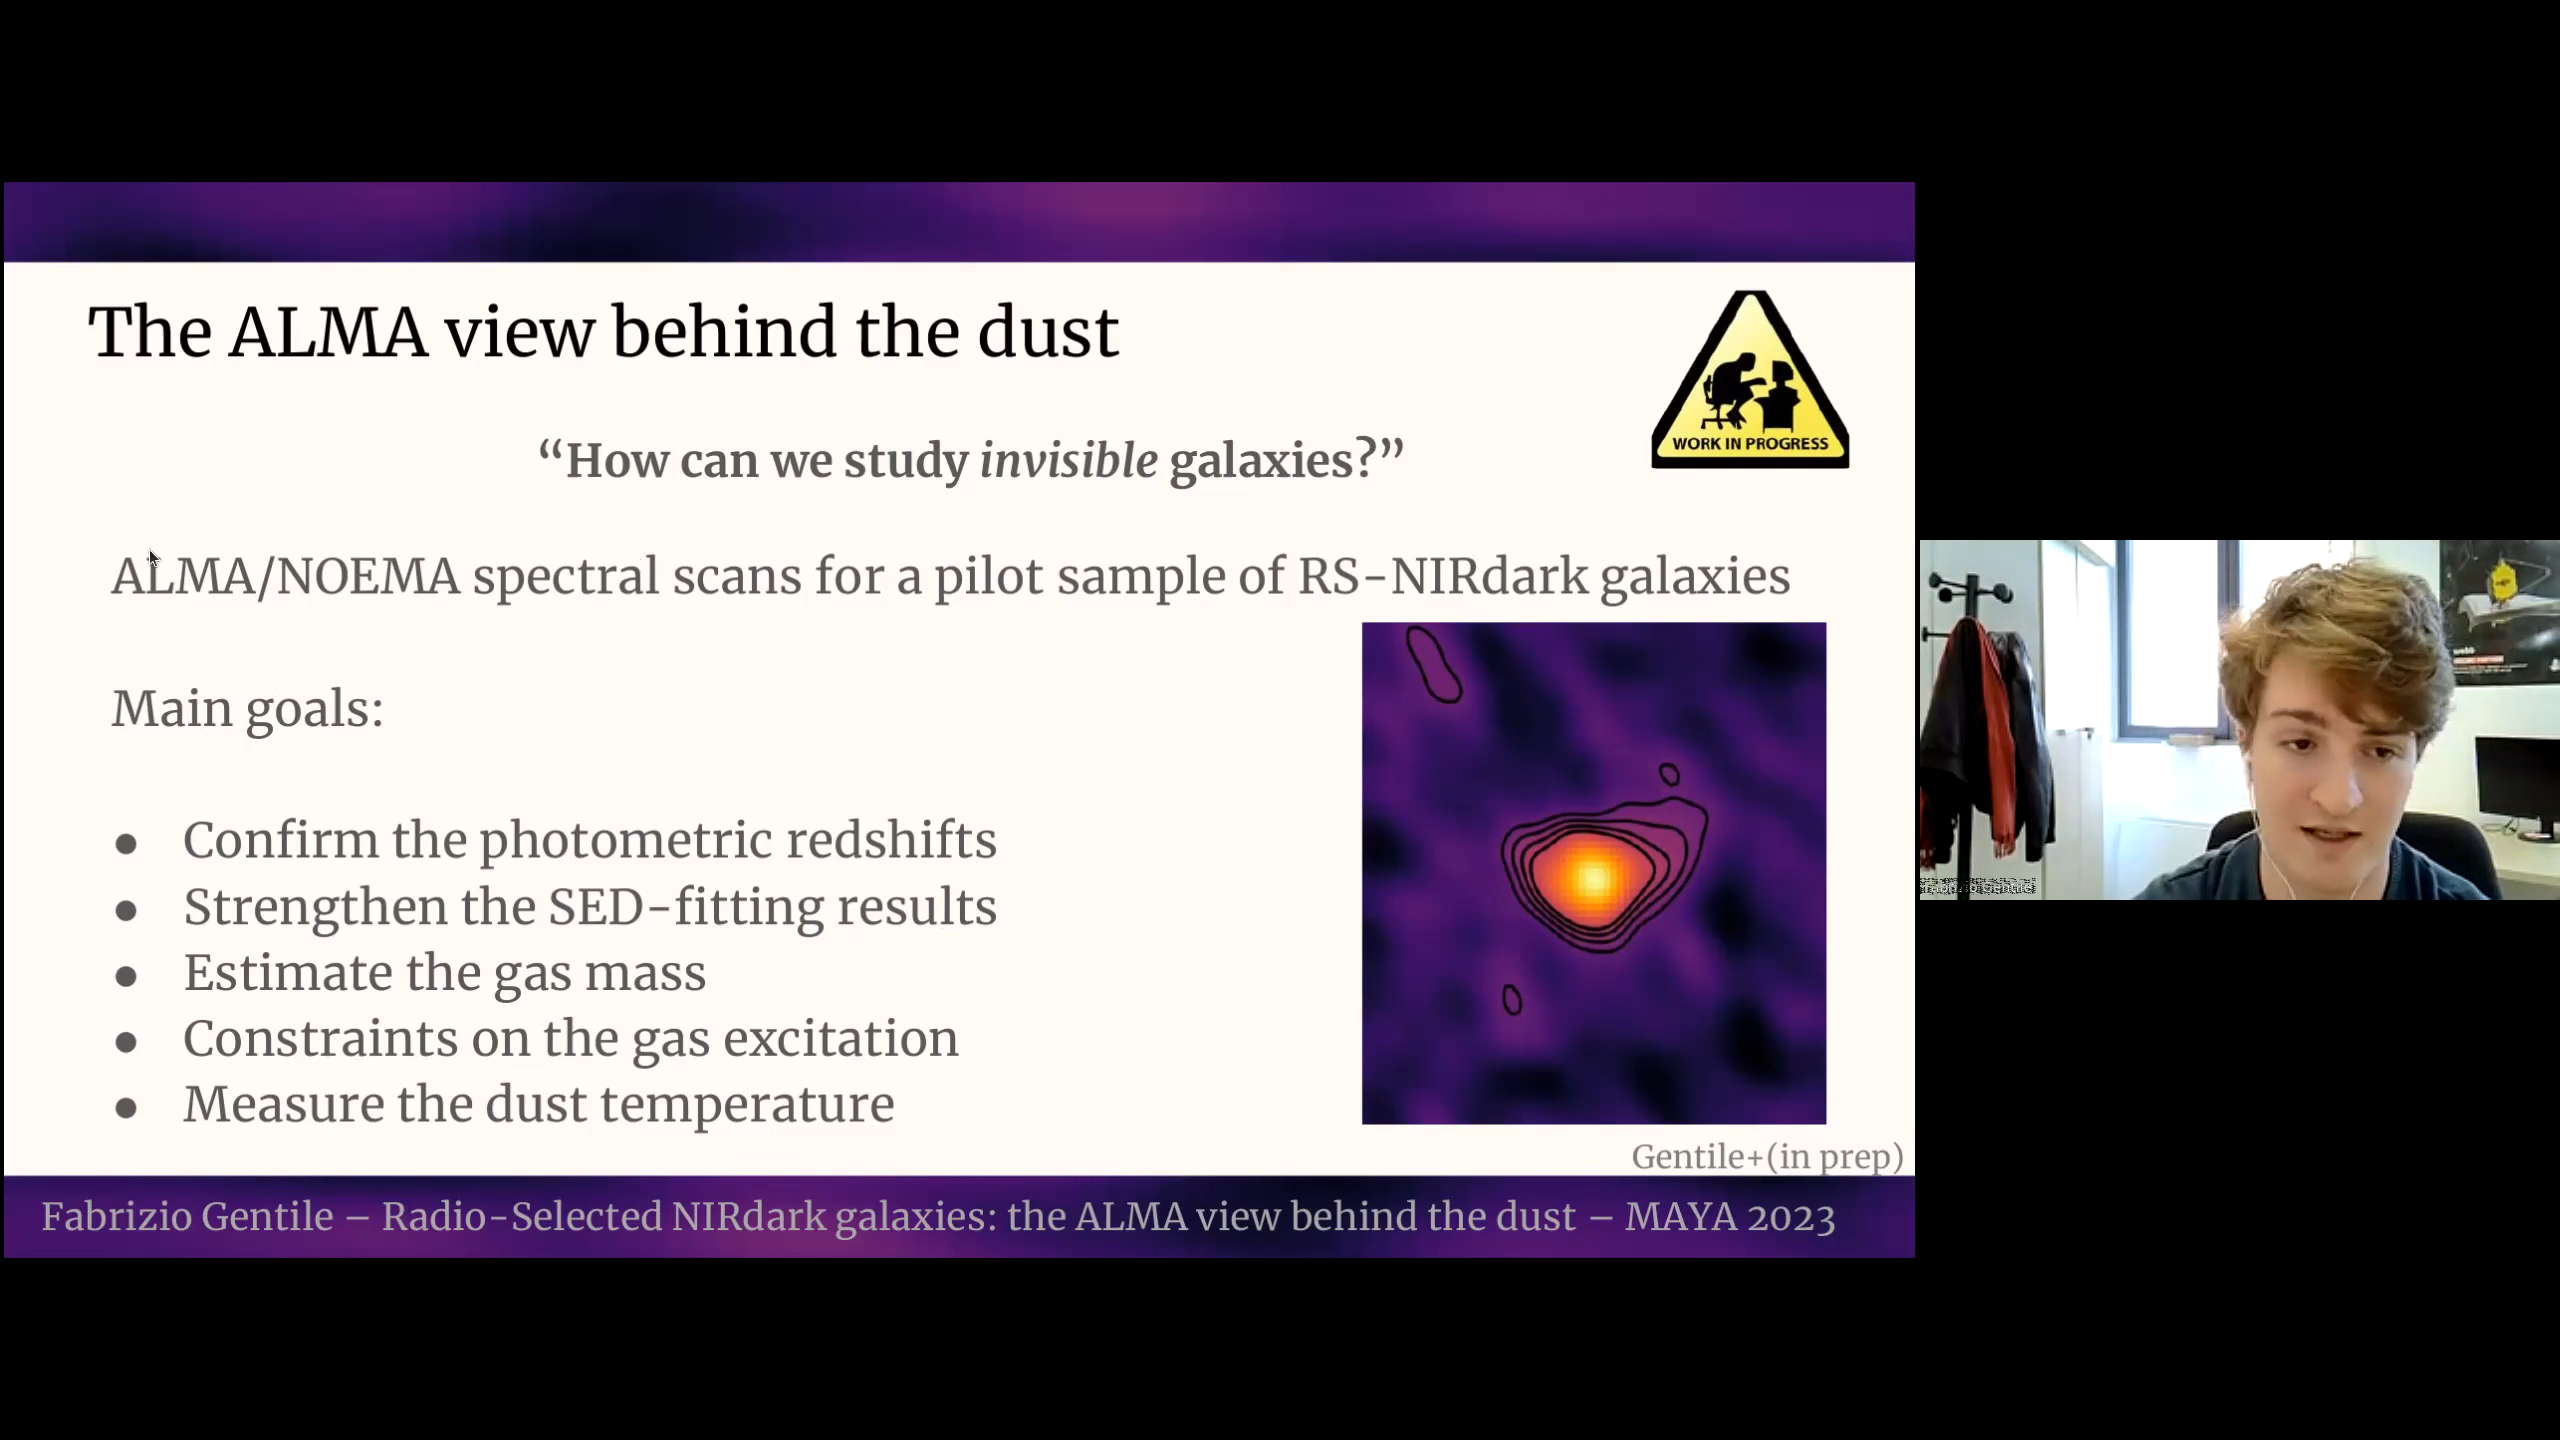 The ALMA view behind the dust
WORK IN PROGRESS
“How can we study invisible galaxies?”
ALMA/NOEMA spectral scans for a pilot sample of RS-NIRdark galaxies
Main goals:
● Confirm the photometric redshifts
● Strengthen the SED-fitting results
● Estimate the gas mass
● Constraints on the gas excitation
● Measure the dust temperature
Gentile+(in prep)
Fabrizio Gentile – Radio-Selected NIRdark galaxies: the ALMA view behind the dust – MAYA 2023
webb
Fabrizio Gentile